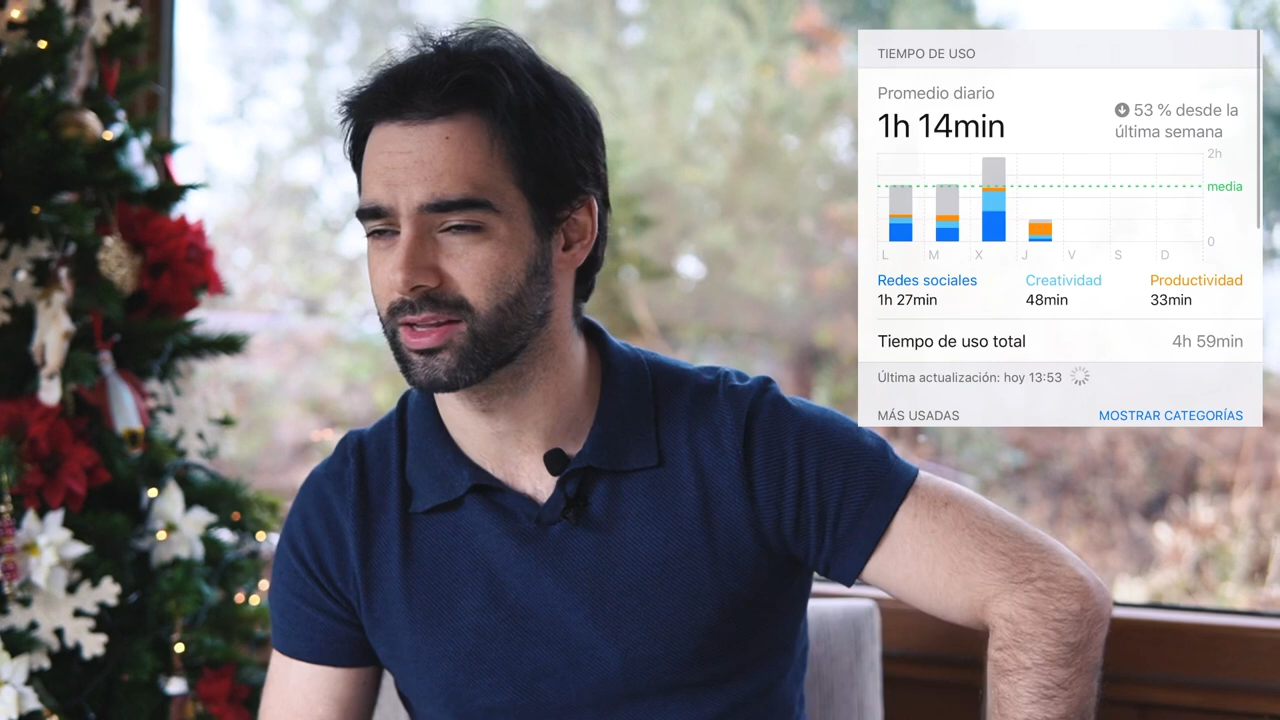 TIEMPO DE USO
Promedio diario
1h 14min
53 % desde la
última semana
2h
media
0
L M X J V S D
Redes sociales Creatividad Productividad
1h 27min 48min 33min
Tiempo de uso total 4h 59min
Última actualización: hoy 13:53
MÁS USADAS MOSTRAR CATEGORÍAS